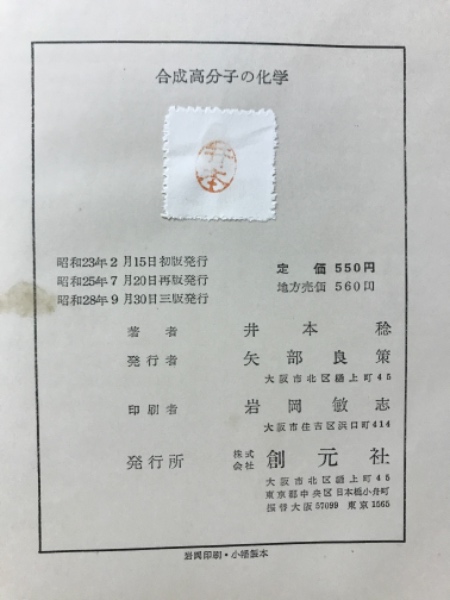 合成高分子の化学
井本
昭和23年2月15日初版発行
昭和25年7月20日再版発行
昭和28年9月30日三版発行
定価 550円
地方売価 560円
著者 井本稔
発行者 矢部良策
大阪市北区樋上町45
印刷者 岩岡敏志
大阪市住吉区浜口町414
発行所 株式会社 創元社
大阪市北区樋上町45
東京都中央区日本橋小舟町
振替大阪57099 東京1565
岩岡印刷・小幡製本